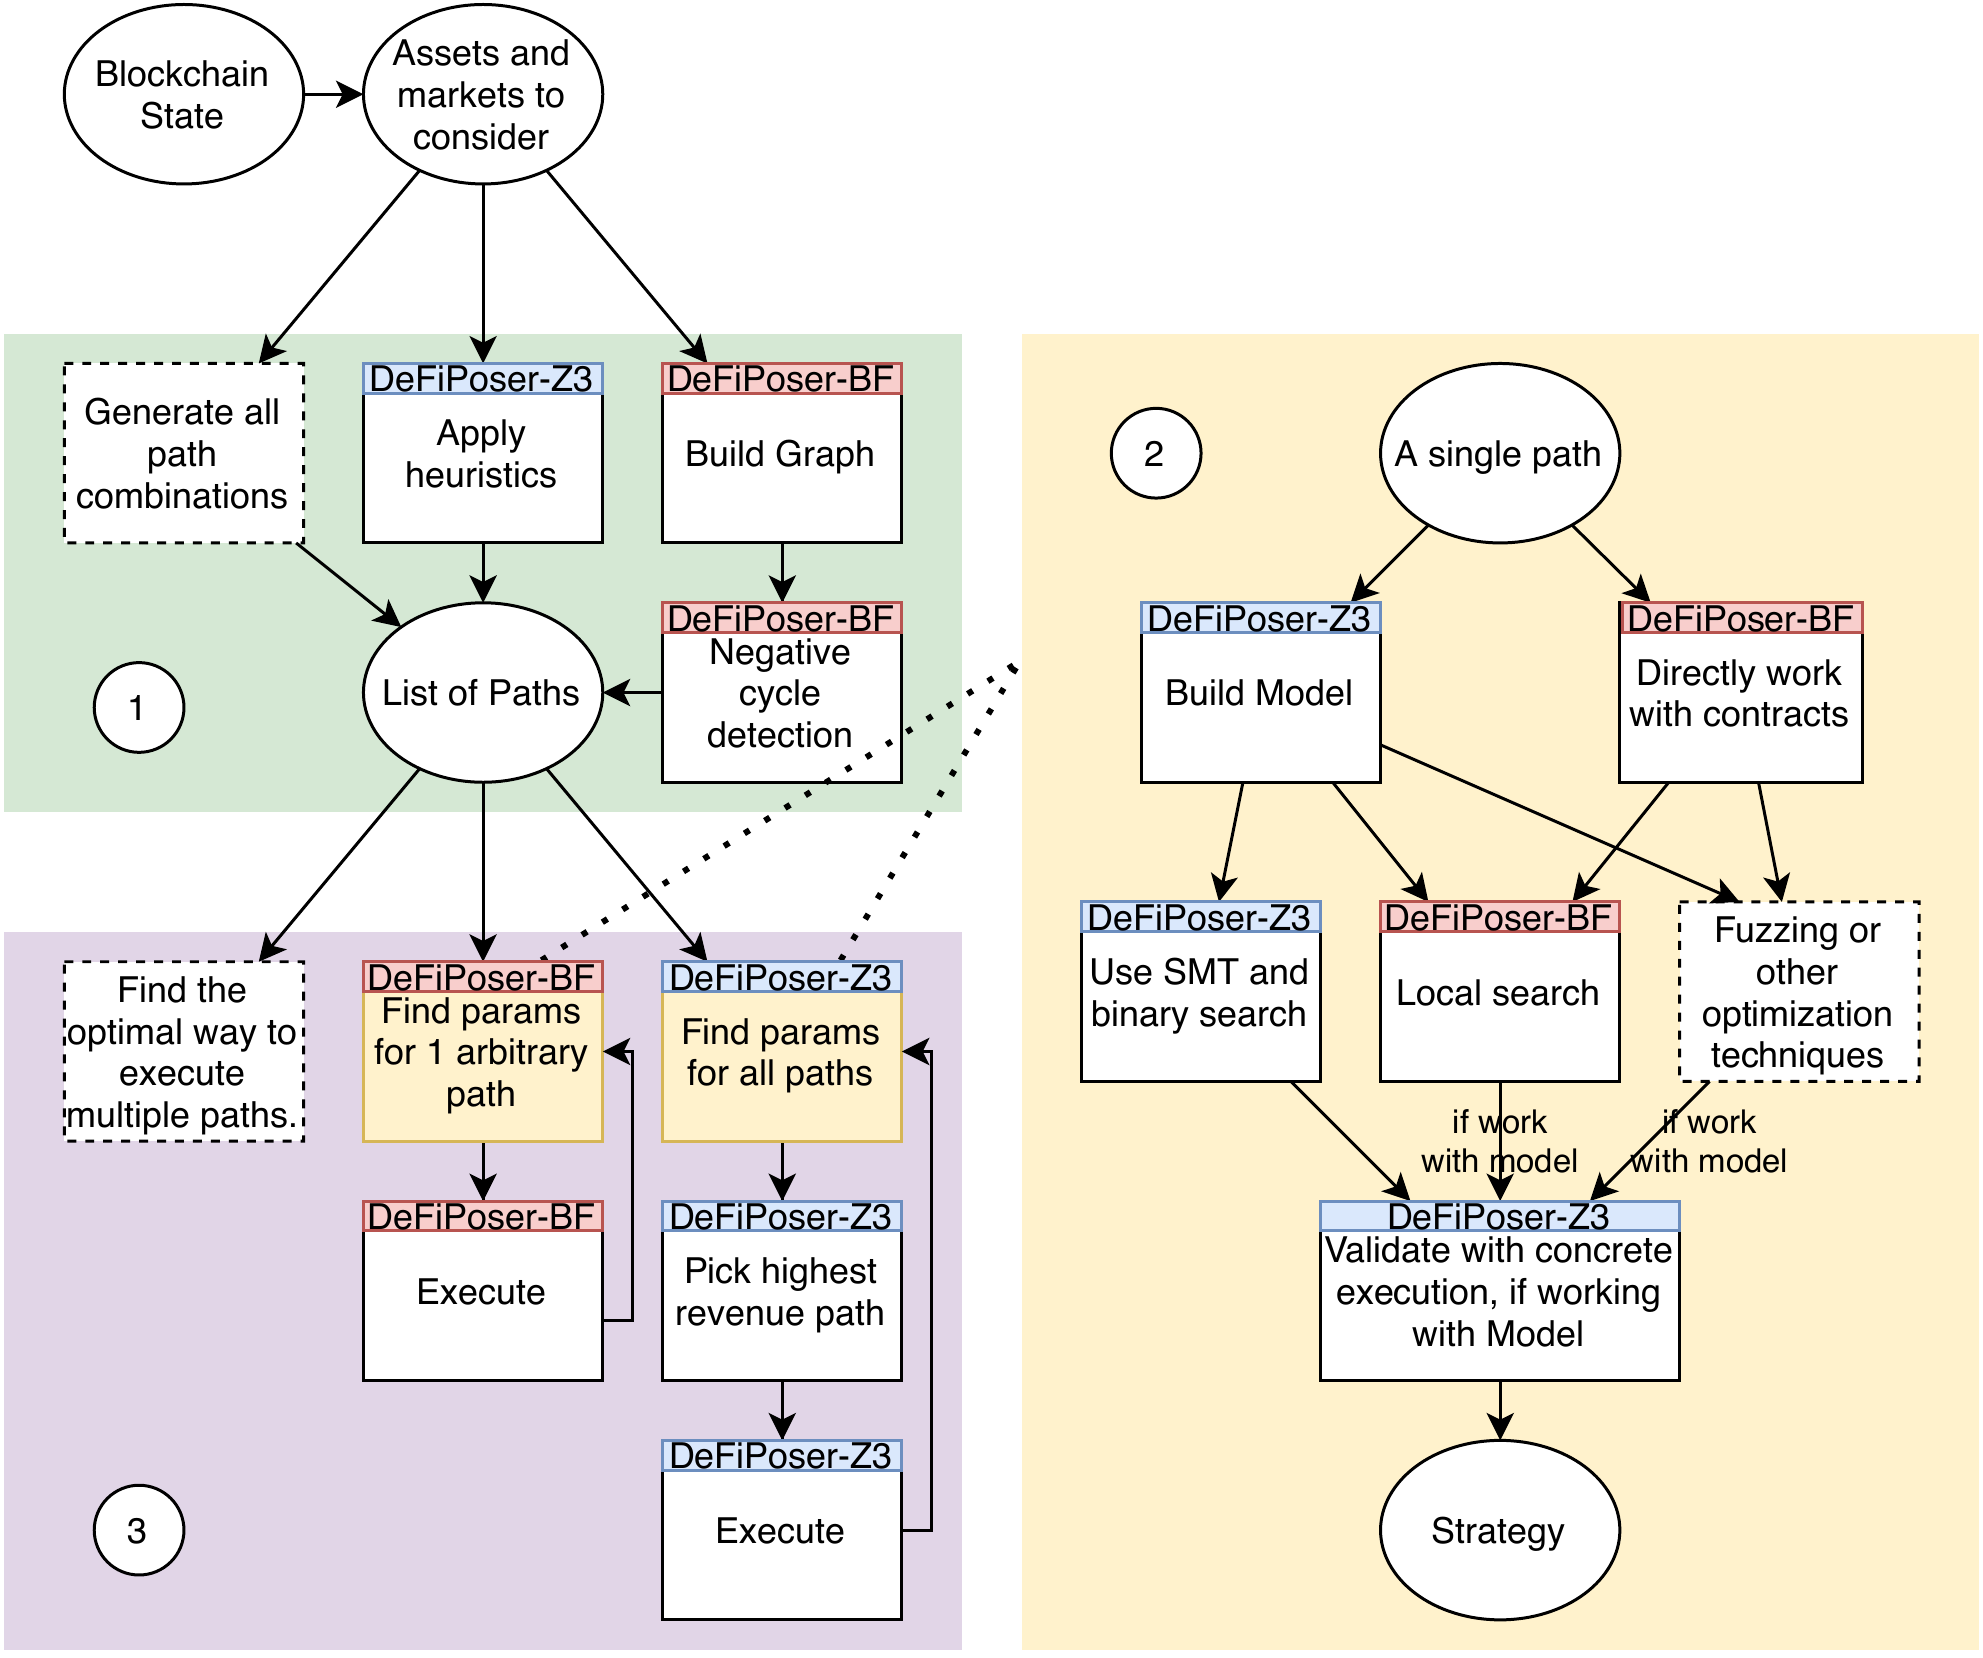 Blockchain
State
Assets and
markets to
consider
Generate all
path
combinations
DeFiPoser-Z3
Apply
heuristics
DeFiPoser-BF
Build Graph
1
List of Paths
DeFiPoser-BF
Negative
cycle
detection
Find the
optimal way to
execute
multiple paths.
DeFiPoser-BF
Find params
for 1 arbitrary
path
DeFiPoser-Z3
Find params
for all paths
DeFiPoser-BF
Execute
DeFiPoser-Z3
Pick highest
revenue path
DeFiPoser-Z3
Execute
3
2
A single path
DeFiPoser-Z3
Build Model
DeFiPoser-BF
Directly work
with contracts
DeFiPoser-Z3
Use SMT and
binary search
DeFiPoser-BF
Local search
Fuzzing or
other
optimization
techniques
if work
with model
if work
with model
DeFiPoser-Z3
Validate with concrete
execution, if working
with Model
Strategy